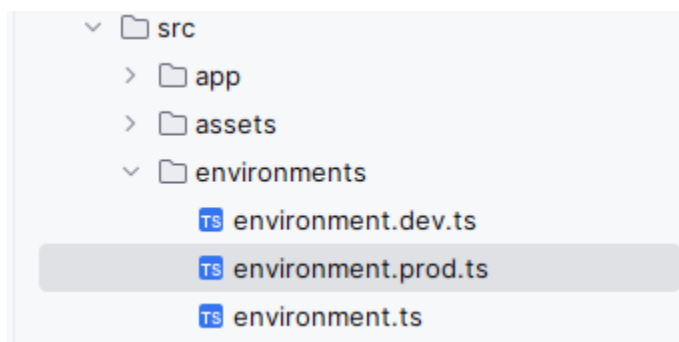 src
app
assets
environments
TS environment.dev.ts
TS environment.prod.ts
TS environment.ts